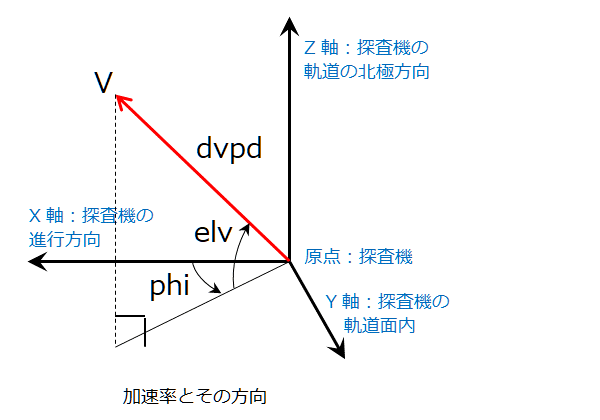 Z 軸：探査機の
軌道の北極方向
V
dvpd
X 軸：探査機の
進行方向
elv
原点：探査機
phi
Y 軸：探査機の
軌道面内
加速率とその方向